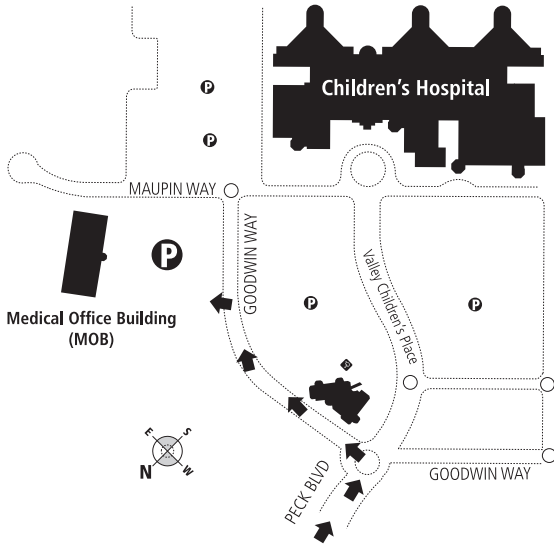 Children's Hospital
P
P
MAUPIN WAY
P
GOODWIN WAY
Valley Children's Place
P
P
Medical Office Building
(MOB)
E
S
N
W
PECK BLVD
GOODWIN WAY